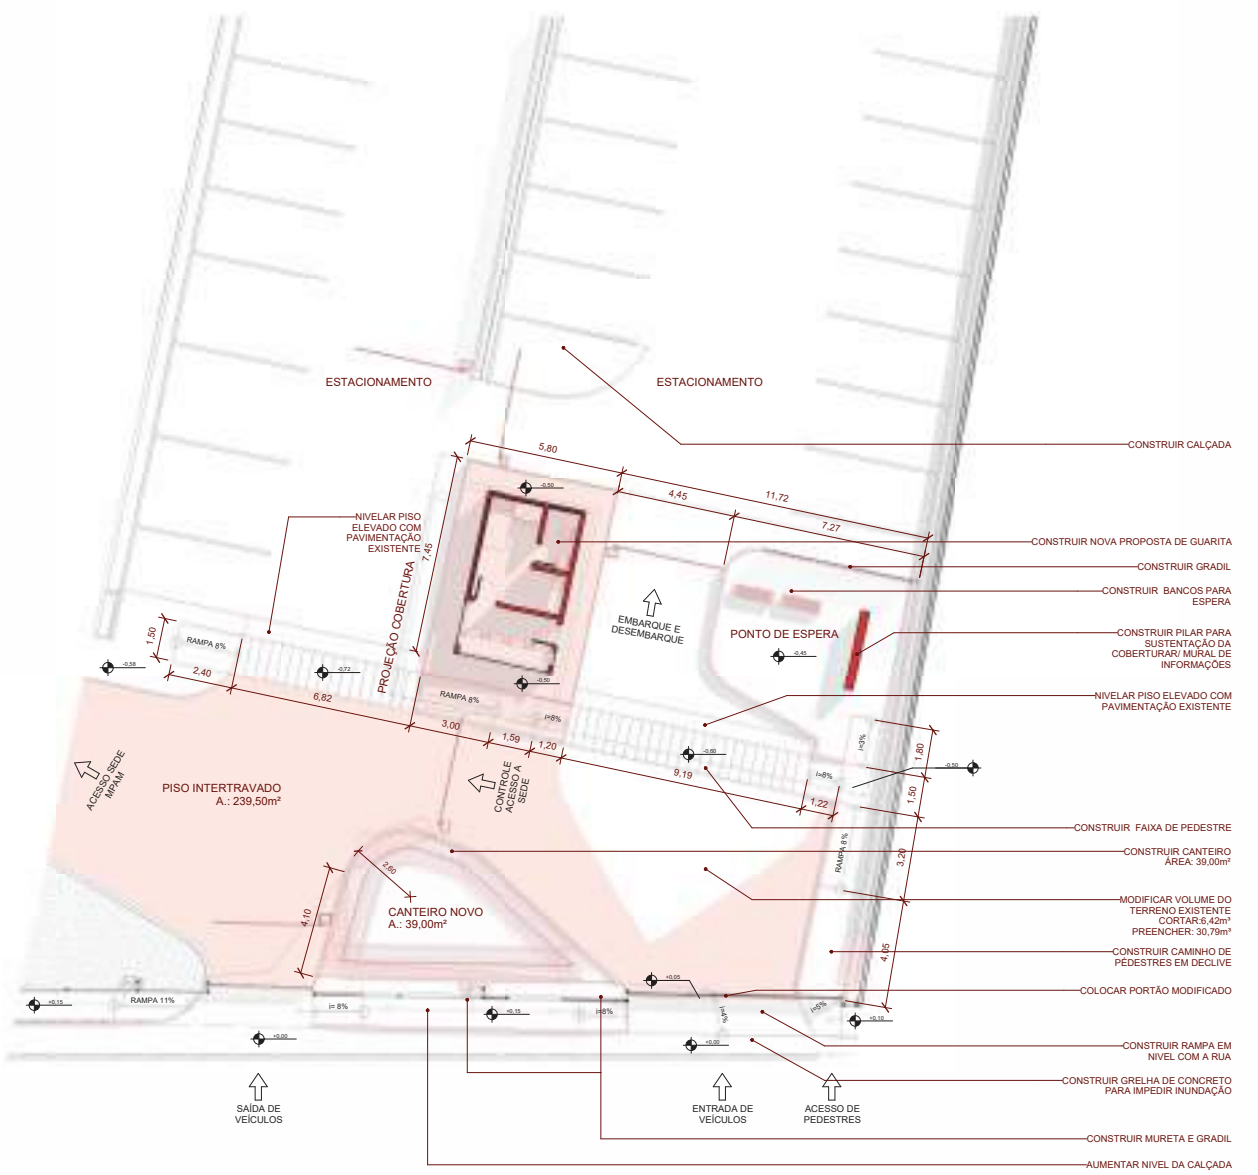 ESTACIONAMENTO
ESTACIONAMENTO
CONSTRUIR CALÇADA
5,80
-0,50
4,45
11,72
7,27
NIVELAR PISO
ELEVADO COM
PAVIMENTAÇÃO
EXISTENTE
7,45
CONSTRUIR NOVA PROPOSTA DE GUARITA
CONSTRUIR GRADIL
CONSTRUIR BANCOS PARA
ESPERA
PROJEÇÃO COBERTURA
EMBARQUE E
DESEMBARQUE
PONTO DE ESPERA
-0,45
CONSTRUIR PILAR PARA
SUSTENTAÇÃO DA
COBERTURAR/ MURAL DE
INFORMAÇÕES
1,50
RAMPA 8%
-0,58
2,40
-0,72
6,82
-0,50
RAMPA 8%
i=8%
3,00
1,59
1,20
NIVELAR PISO ELEVADO COM
PAVIMENTAÇÃO EXISTENTE
-0,60
9,19
i=3%
1,80
i=8%
-0,50
1,22
1,50
ACESSO SEDE
MPAM
PISO INTERTRAVADO
A.: 239,50m²
CONTROLE
ACESSO A
SEDE
CONSTRUIR FAIXA DE PEDESTRE
RAMPA 8%
3,20
CONSTRUIR CANTEIRO
ÁREA: 39,00m²
2,60
4,10
CANTEIRO NOVO
A.: 39,00m²
MODIFICAR VOLUME DO
TERRENO EXISTENTE
CORTAR:6,42m³
PREENCHER: 30,79m³
4,05
CONSTRUIR CAMINHO DE
PEDESTRES EM DECLIVE
+0,05
COLOCAR PORTÃO MODIFICADO
+0,15
RAMPA 11%
i= 8%
+0,15
i=8%
i=4%
i=5%
+0,10
+0,00
+0,00
CONSTRUIR RAMPA EM
NIVEL COM A RUA
CONSTRUIR GRELHA DE CONCRETO
PARA IMPEDIR INUNDAÇÃO
SAÍDA DE
VEÍCULOS
ENTRADA DE
VEÍCULOS
ACESSO DE
PEDESTRES
CONSTRUIR MURETA E GRADIL
AUMENTAR NIVEL DA CALÇADA